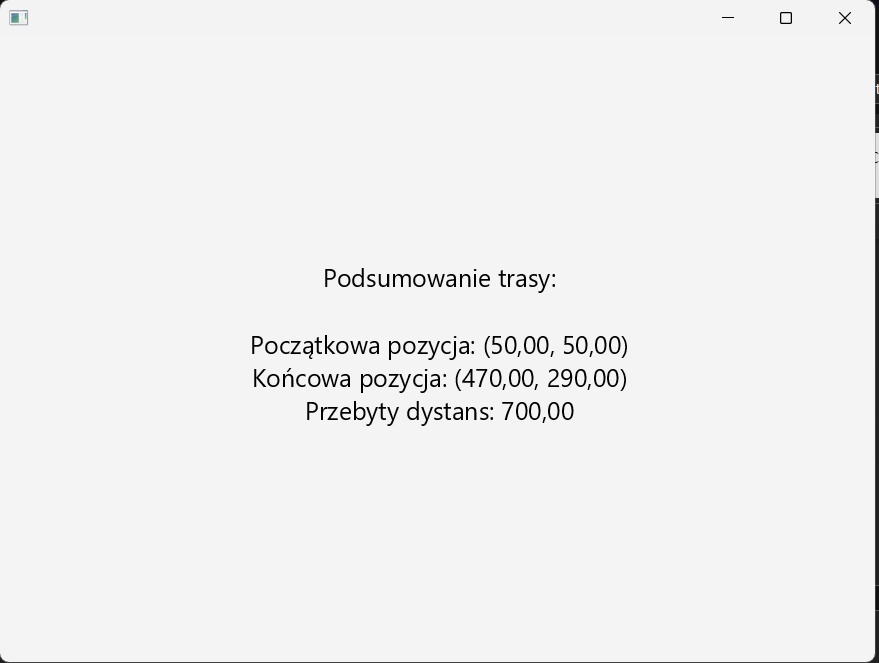 Podsumowanie trasy:
Początkowa pozycja: (50,00, 50,00)
Końcowa pozycja: (470,00, 290,00)
Przebyty dystans: 700,00